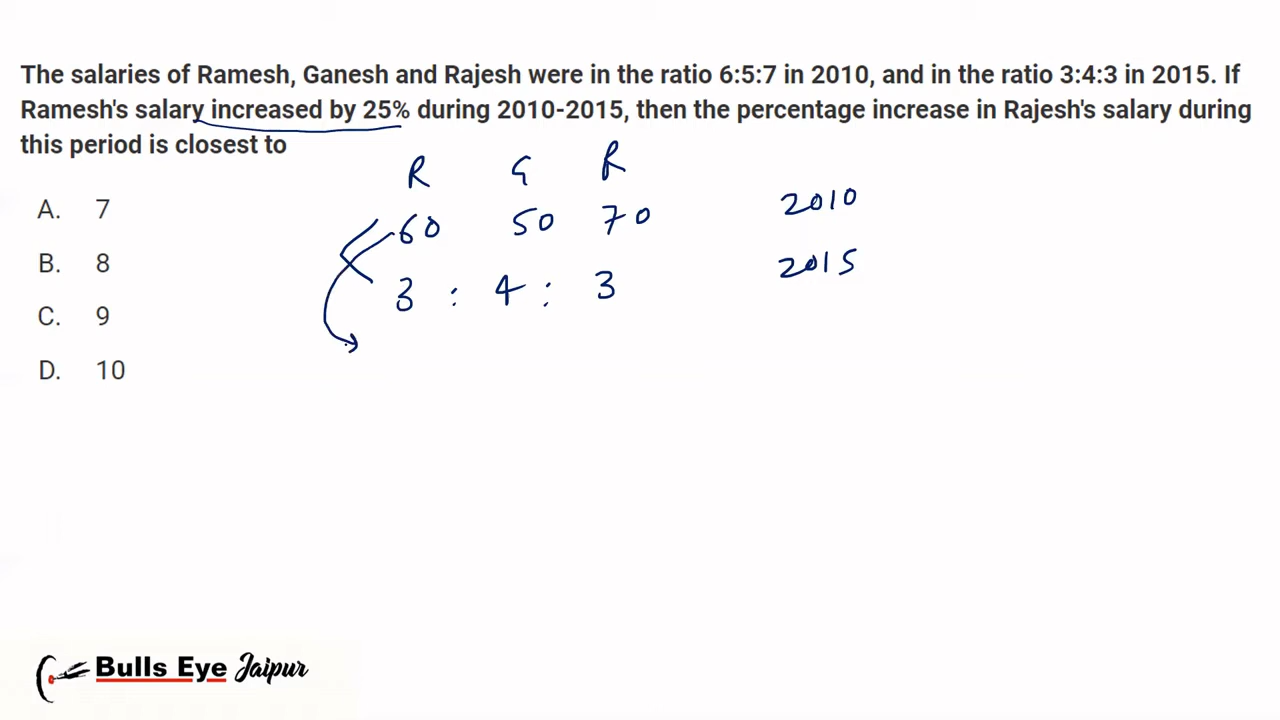 The salaries of Ramesh, Ganesh and Rajesh were in the ratio 6:5:7 in 2010, and in the ratio 3:4:3 in 2015. If
Ramesh's salary increased by 25% during 2010-2015, then the percentage increase in Rajesh's salary during
this period is closest to
R G R
A. 7
60 50 70 2010
B. 8
3 : 4 : 3 2015
C. 9
D. 10
Bulls Eye Jaipur